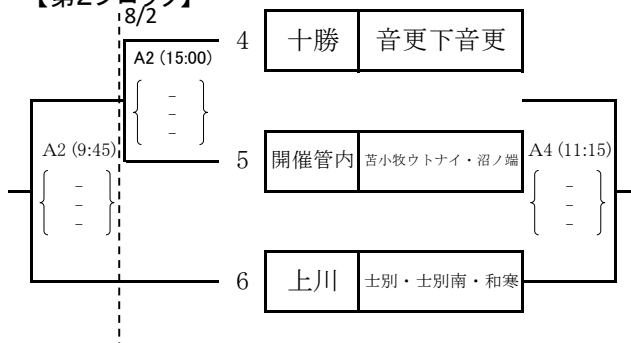 【第2ブロック】
8/2
4 十勝 音更下音更
A2 (15:00)
－
－
－
A2 (9:45)
－
－
－
5 開催管内 苫小牧ウトナイ・沼ノ端
A4 (11:15)
－
－
－
6 上川 士別・士別南・和寒